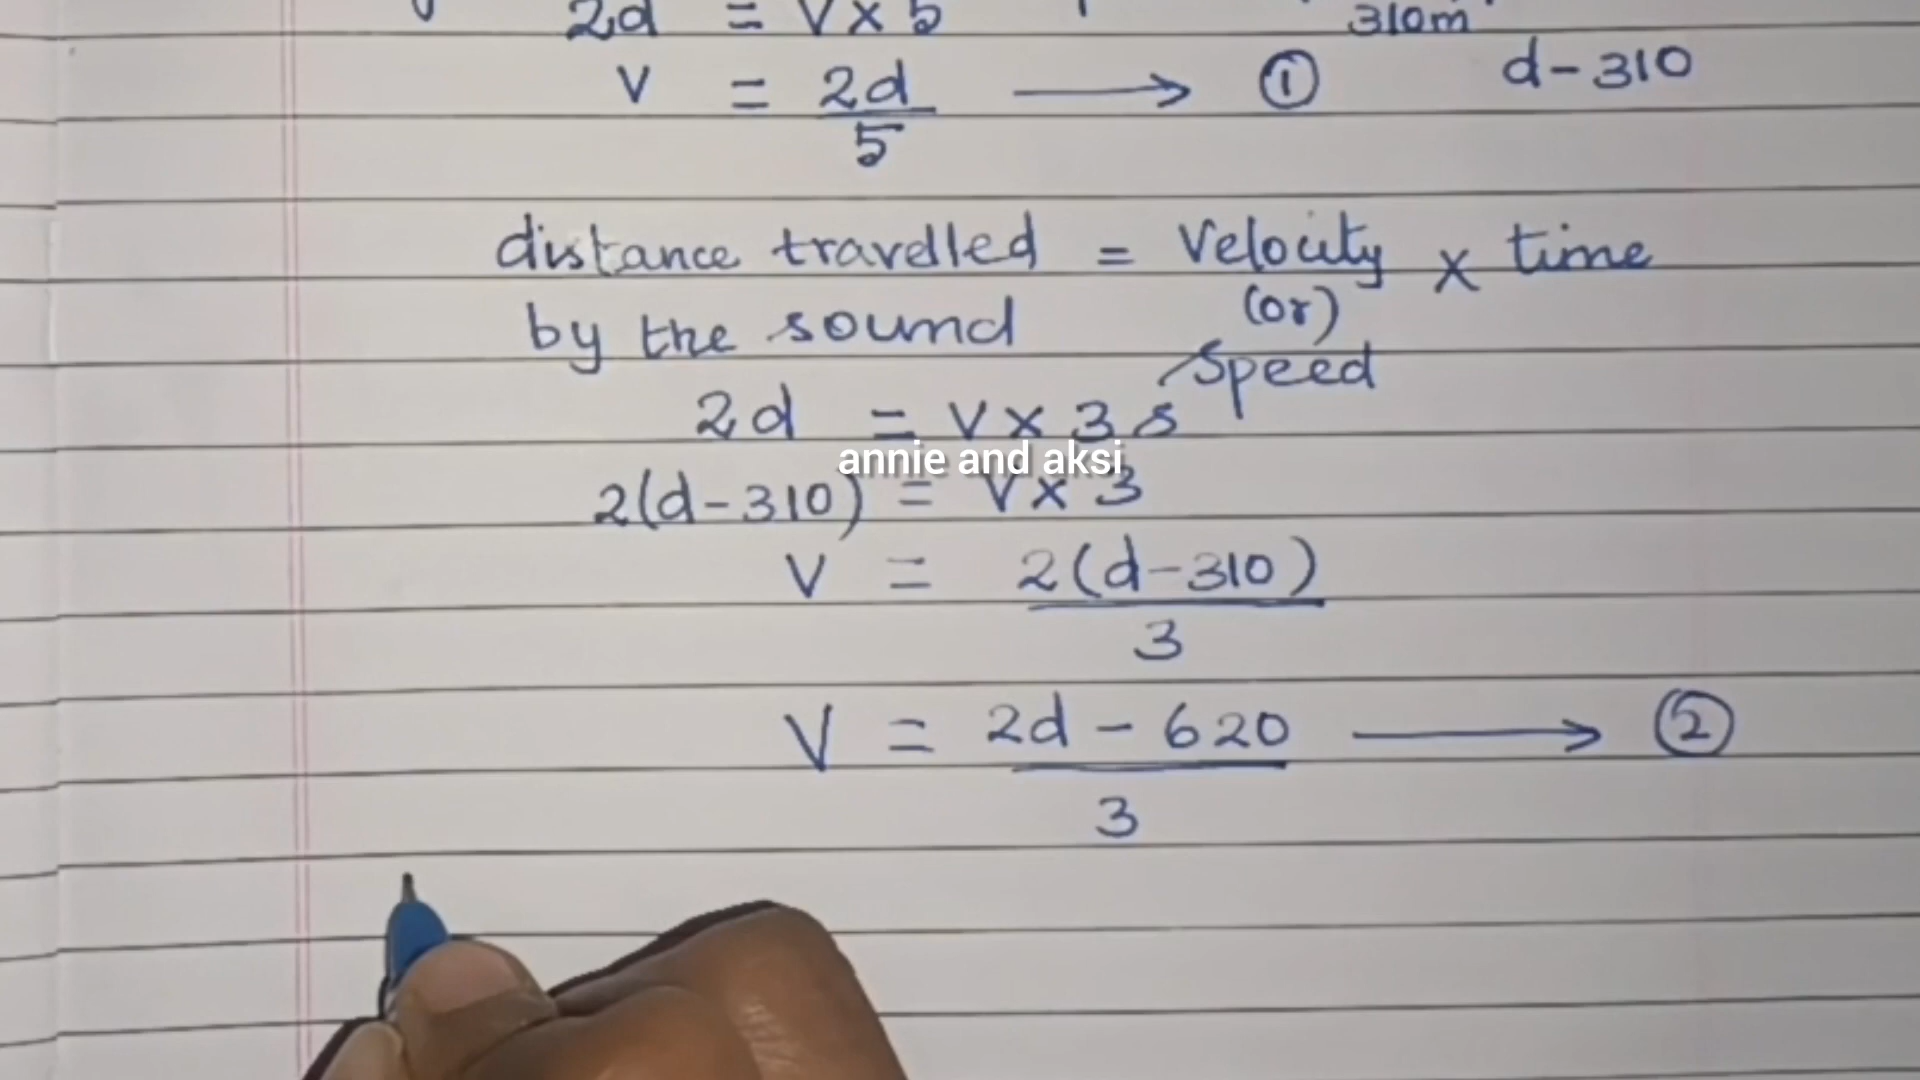 2d = V x 5
310m
V = 2d/5 → ① d-310
distance travelled = Velocity x time
by the sound (or)
Speed
2d = V x 3 s
annie and aksi
2(d-310) = V x 3
V = 2(d-310)
3
V = 2d - 620 → ②
3